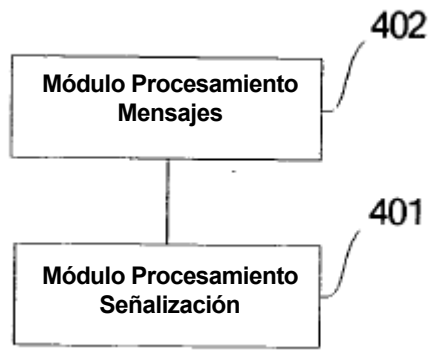 402
Módulo Procesamiento
Mensajes
401
Módulo Procesamiento
Señalización